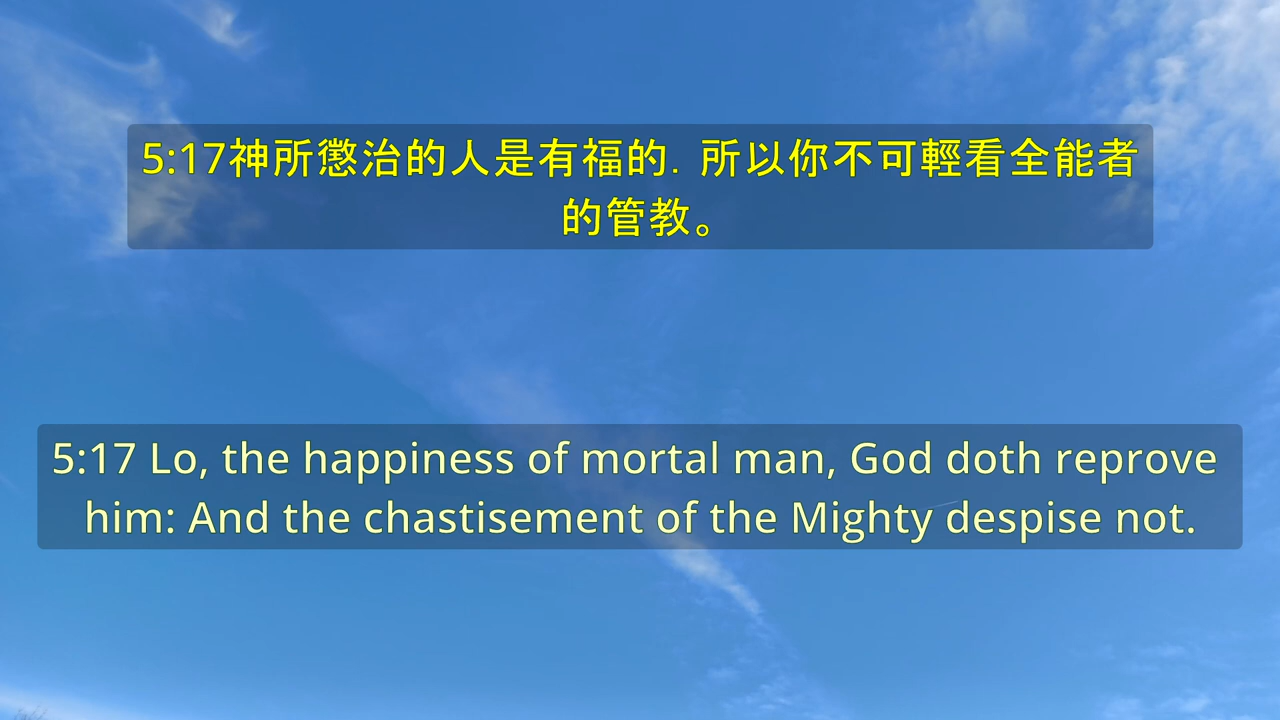 5:17神所懲治的人是有福的．所以你不可輕看全能者
的管教。
5:17 Lo, the happiness of mortal man, God doth reprove
him: And the chastisement of the Mighty despise not.